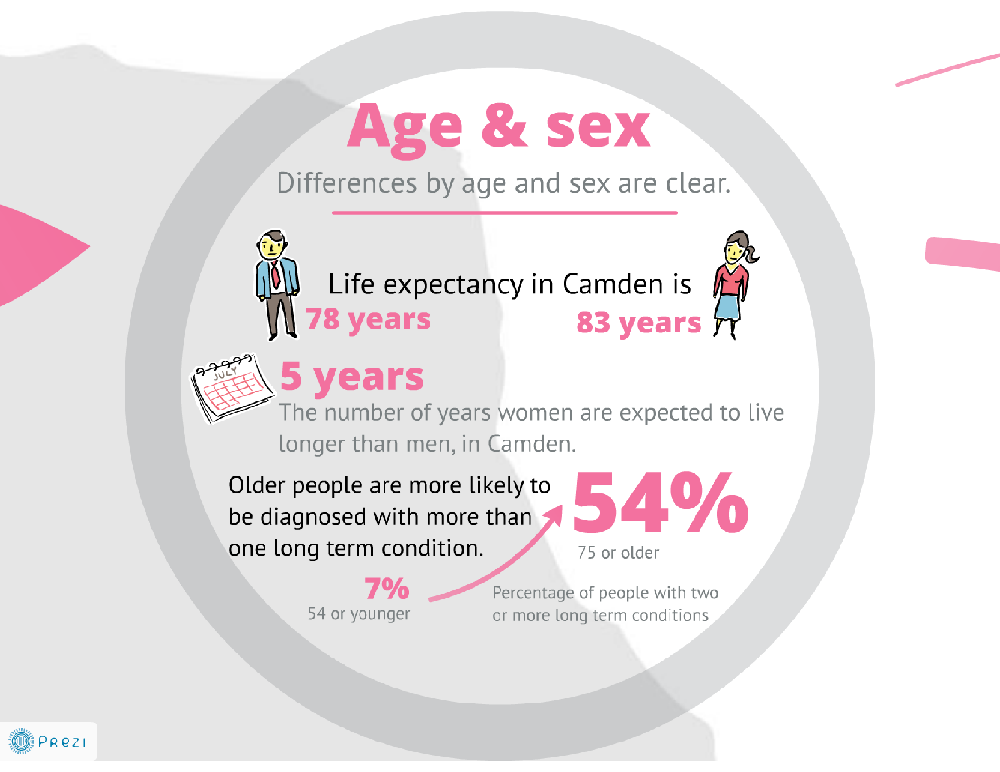 Age & sex
Differences by age and sex are clear.
Life expectancy in Camden is
78 years
83 years
JULY
5 years
The number of years women are expected to live
longer than men, in Camden.
Older people are more likely to
be diagnosed with more than
one long term condition.
54%
75 or older
7%
54 or younger
Percentage of people with two
or more long term conditions
Prezi